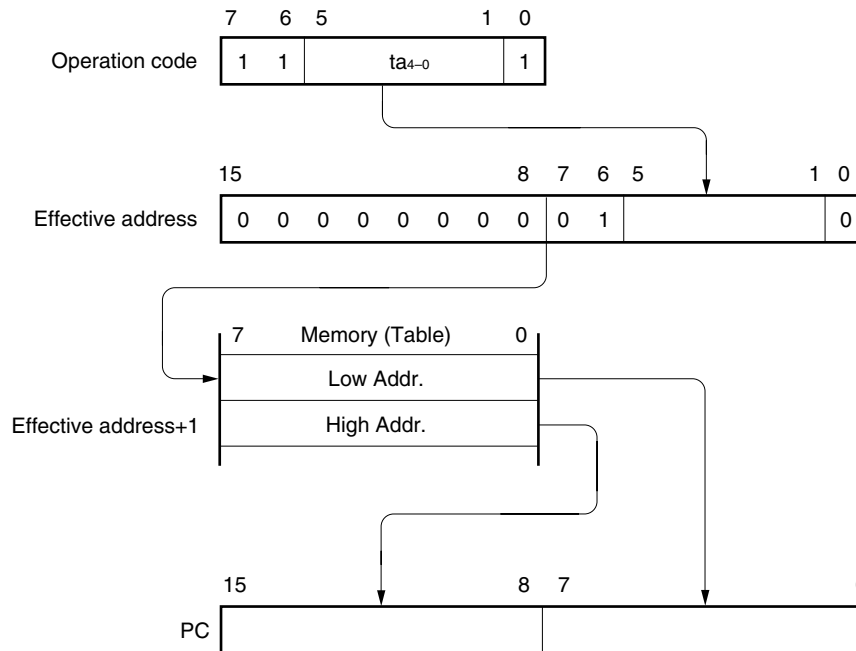 7 6 5 1 0
Operation code 1 1 ta4–0 1
15 8 7 6 5 1 0
Effective address 0 0 0 0 0 0 0 0 0 1 0
7 Memory (Table) 0
Low Addr.
Effective address+1 High Addr.
15 8 7
PC